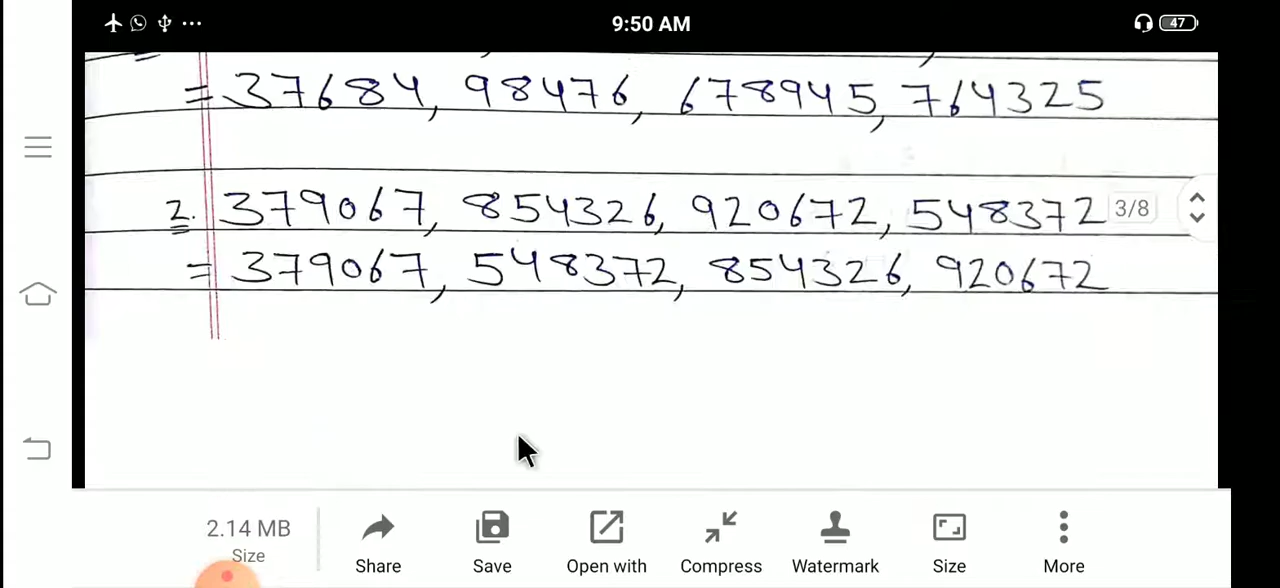 9:50 AM
47
= 37684, 98476, 678945, 764325
2. 379067, 854326, 920672, 548372
3/8
= 379067, 548372, 854326, 920672
2.14 MB
Size
Share
Save
Open with
Compress
Watermark
Size
More